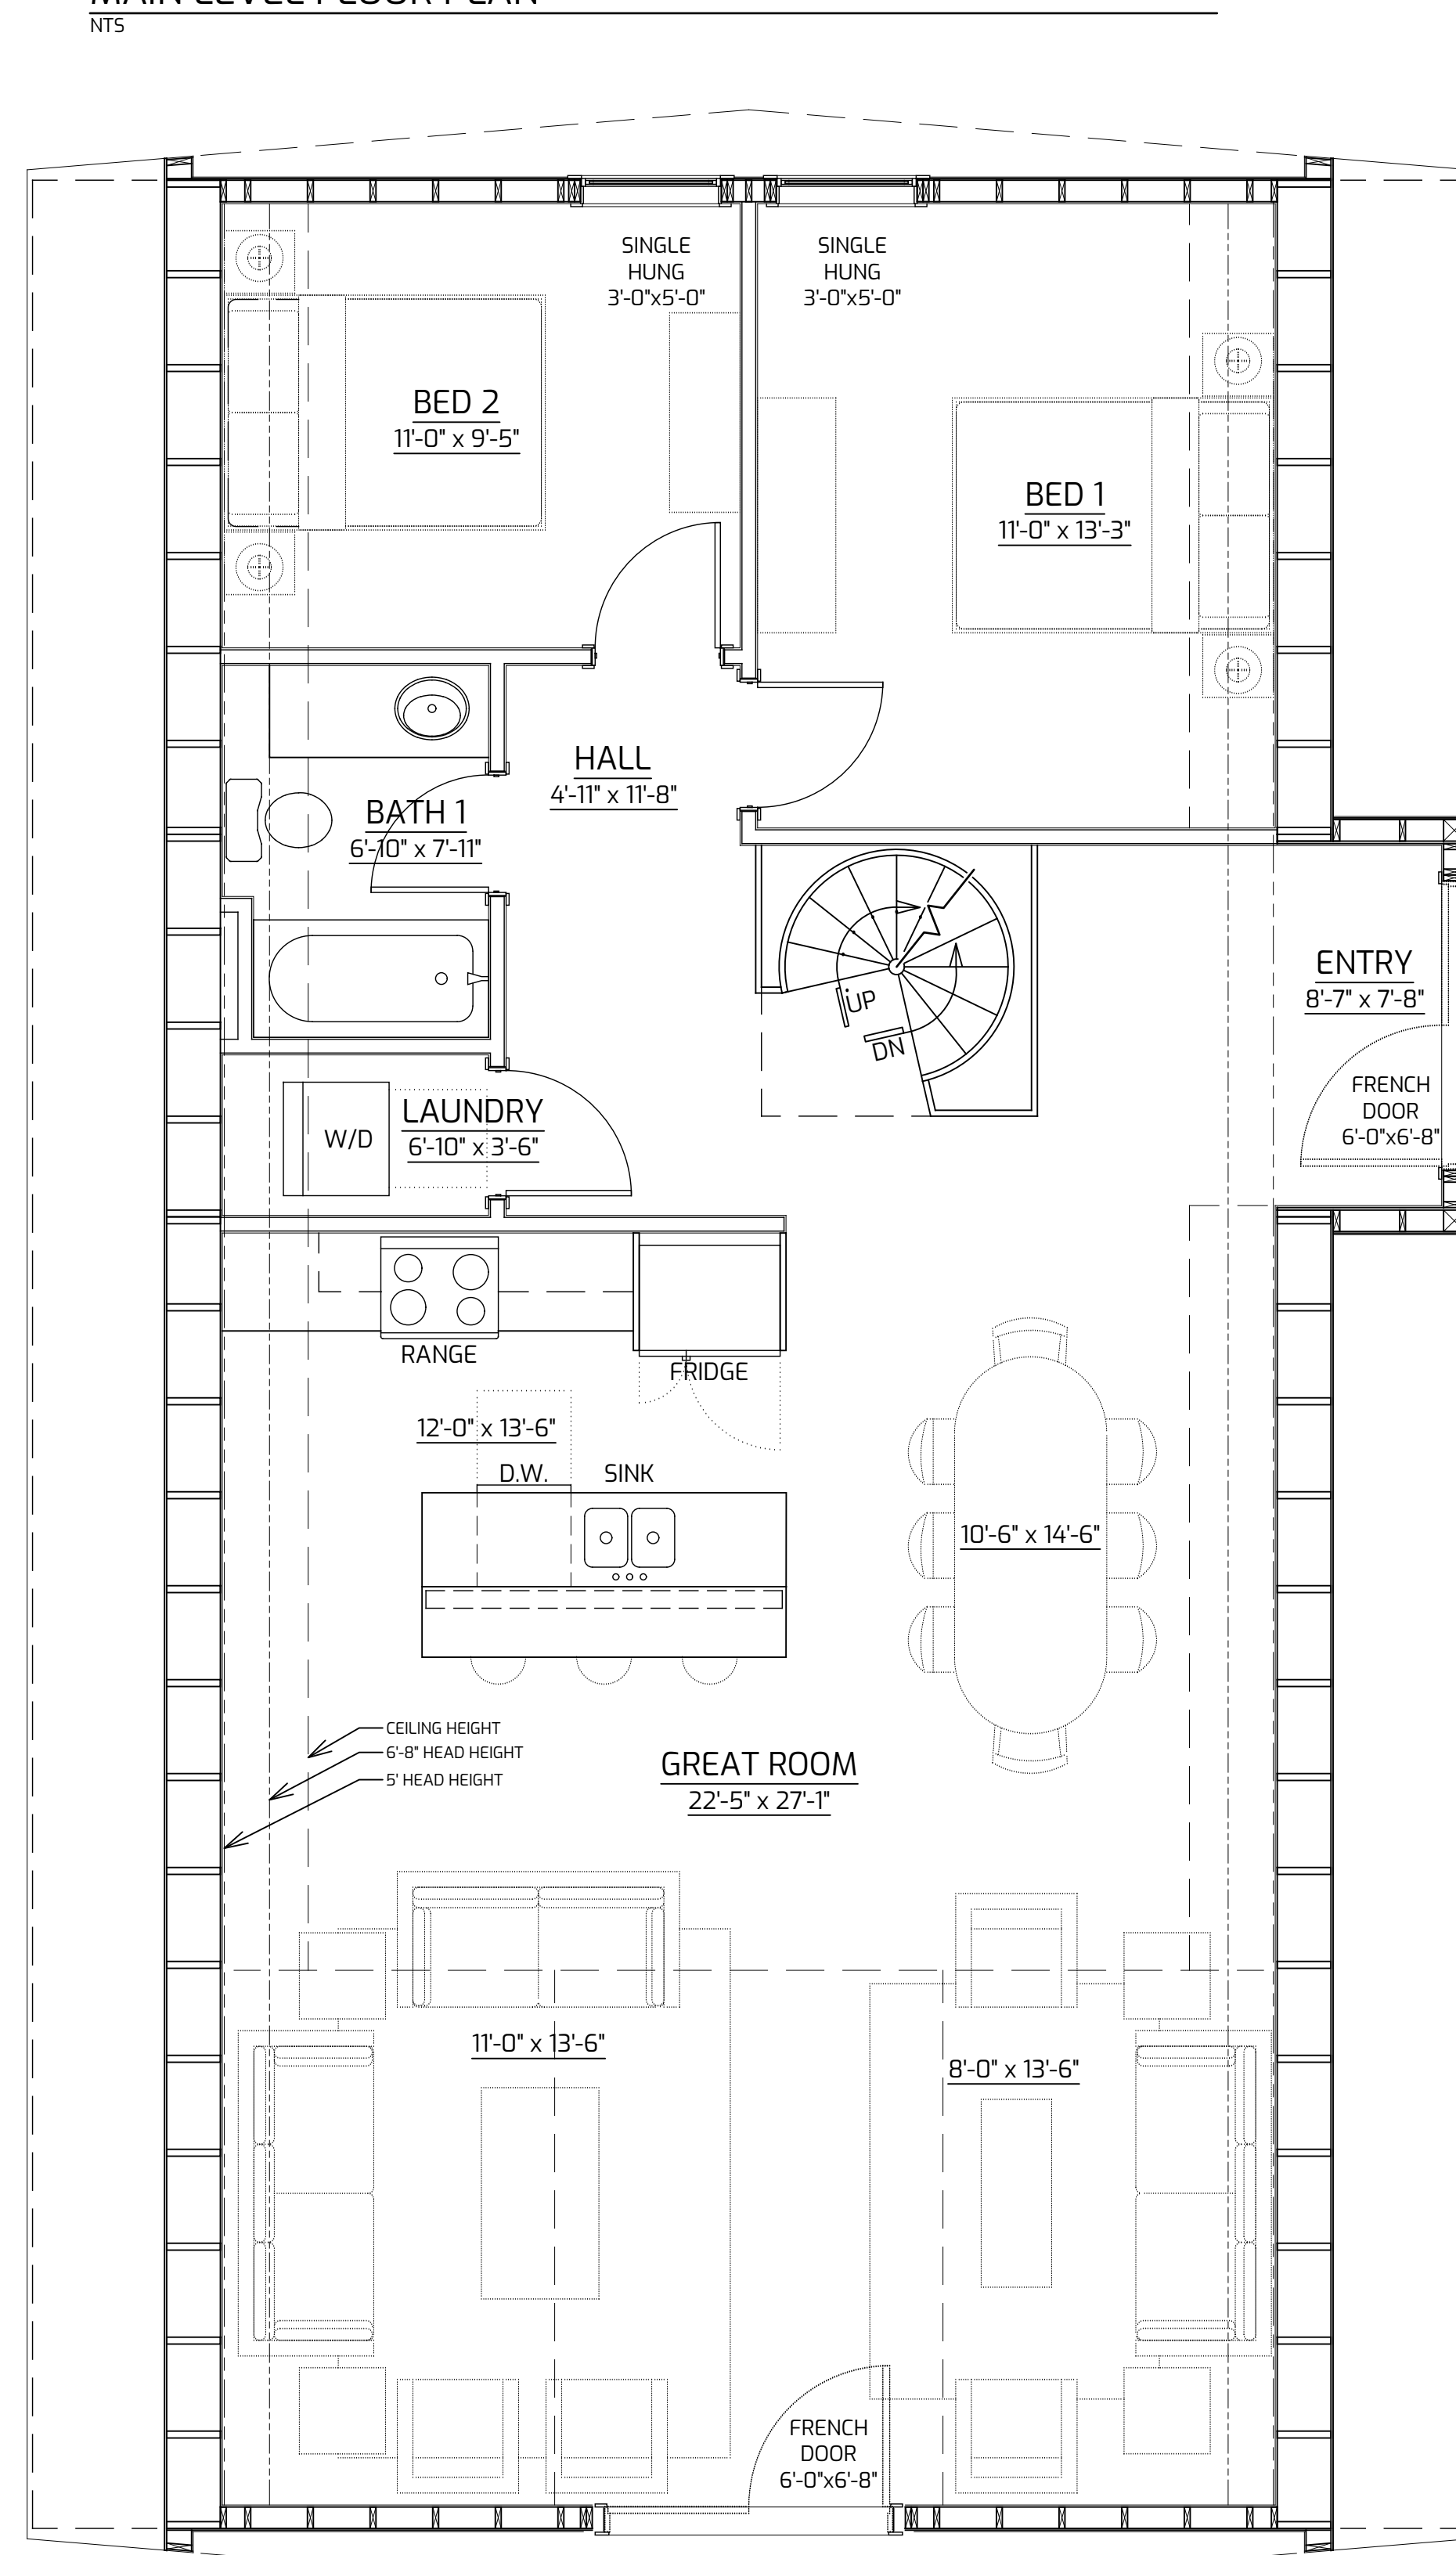 MAIN LEVEL FLOOR PLAN
NTS
SINGLE
HUNG
3'-0"x5'-0"
SINGLE
HUNG
3'-0"x5'-0"
BED 2
11'-0" x 9'-5"
BED 1
11'-0" x 13'-3"
HALL
4'-11" x 11'-8"
BATH 1
6'-10" x 7'-11"
ENTRY
8'-7" x 7'-8"
UP
DN
FRENCH
DOOR
6'-0"x6'-8"
LAUNDRY
6'-10" x 3'-6"
W/D
RANGE
FRIDGE
12'-0" x 13'-6"
D.W.
SINK
10'-6" x 14'-6"
CEILING HEIGHT
6'-8" HEAD HEIGHT
5' HEAD HEIGHT
GREAT ROOM
22'-5" x 27'-1"
11'-0" x 13'-6"
8'-0" x 13'-6"
FRENCH
DOOR
6'-0"x6'-8"